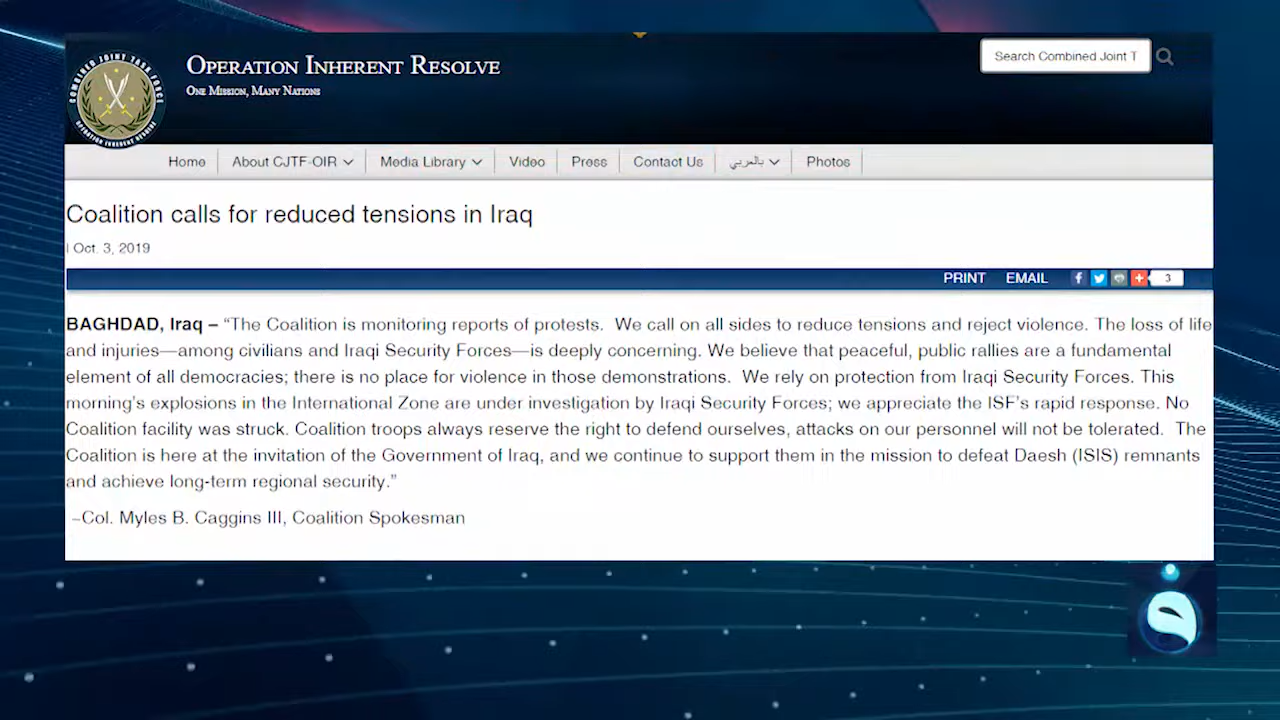 COMBINED JOINT TASK FORCE
OPERATION INHERENT RESOLVE
OPERATION INHERENT RESOLVE
ONE MISSION, MANY NATIONS
Search Combined Joint T
Home About CJTF-OIR Media Library Video Press Contact Us بالعربي Photos
Coalition calls for reduced tensions in Iraq
| Oct. 3, 2019
PRINT EMAIL f + 3
BAGHDAD, Iraq – “The Coalition is monitoring reports of protests.  We call on all sides to reduce tensions and reject violence. The loss of life
and injuries—among civilians and Iraqi Security Forces—is deeply concerning. We believe that peaceful, public rallies are a fundamental
element of all democracies; there is no place for violence in those demonstrations.  We rely on protection from Iraqi Security Forces. This
morning’s explosions in the International Zone are under investigation by Iraqi Security Forces; we appreciate the ISF’s rapid response. No
Coalition facility was struck. Coalition troops always reserve the right to defend ourselves, attacks on our personnel will not be tolerated.  The
Coalition is here at the invitation of the Government of Iraq, and we continue to support them in the mission to defeat Daesh (ISIS) remnants
and achieve long-term regional security.”
~Col. Myles B. Caggins III, Coalition Spokesman